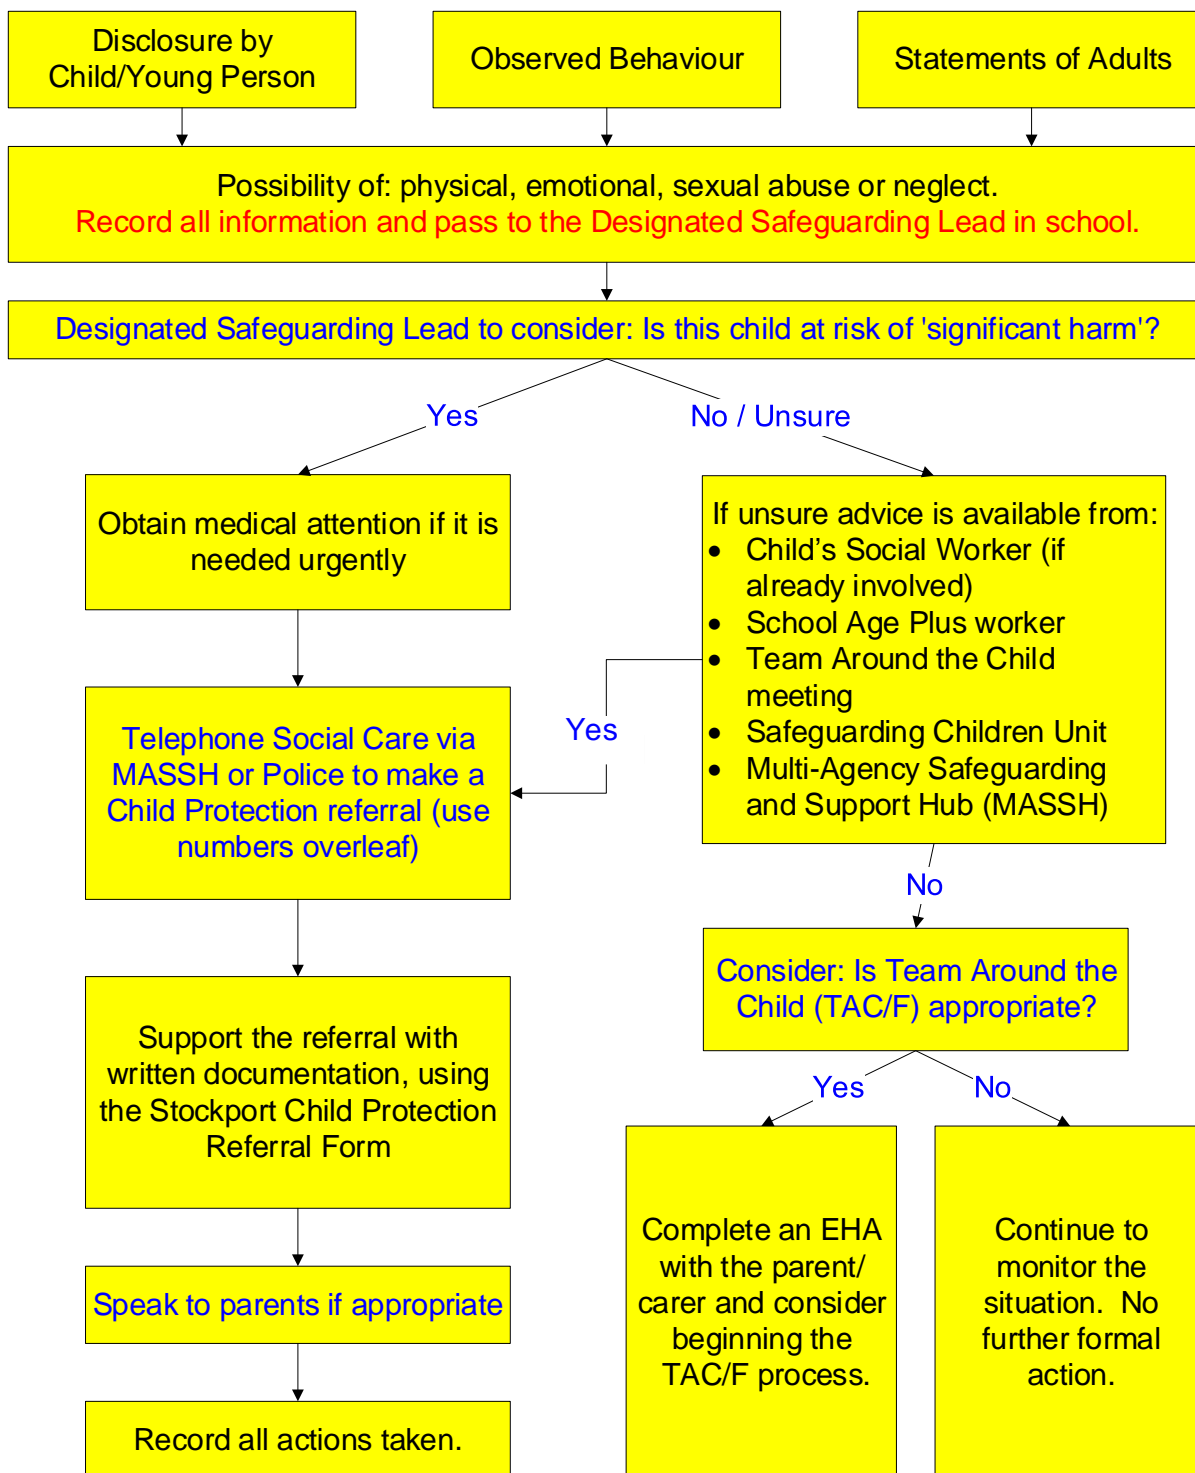 Disclosure by
Child/Young Person
Observed Behaviour
Statements of Adults
Possibility of: physical, emotional, sexual abuse or neglect.
Record all information and pass to the Designated Safeguarding Lead in school.
Designated Safeguarding Lead to consider: Is this child at risk of 'significant harm'?
Yes
No / Unsure
Obtain medical attention if it is
needed urgently
If unsure advice is available from:
• Child’s Social Worker (if
already involved)
• School Age Plus worker
• Team Around the Child
meeting
• Safeguarding Children Unit
• Multi-Agency Safeguarding
and Support Hub (MASSH)
Yes
Telephone Social Care via
MASSH or Police to make a
Child Protection referral (use
numbers overleaf)
No
Consider: Is Team Around the
Child (TAC/F) appropriate?
Support the referral with
written documentation, using
the Stockport Child Protection
Referral Form
Yes
No
Speak to parents if appropriate
Complete an EHA
with the parent/
carer and consider
beginning the
TAC/F process.
Continue to
monitor the
situation.  No
further formal
action.
Record all actions taken.